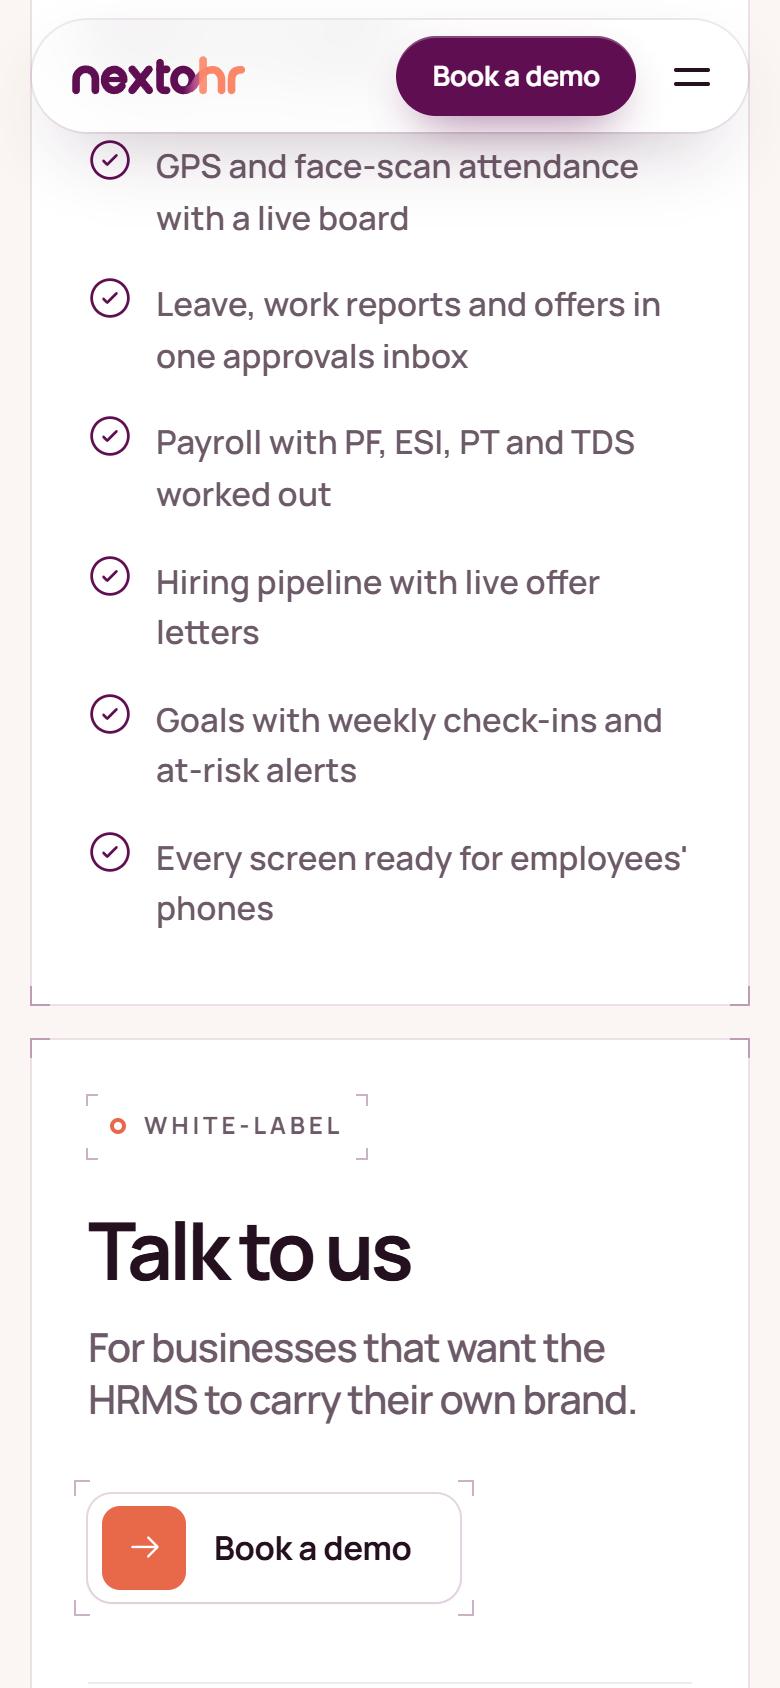 nextohr
Book a demo
GPS and face-scan attendance
with a live board
Leave, work reports and offers in
one approvals inbox
Payroll with PF, ESI, PT and TDS
worked out
Hiring pipeline with live offer
letters
Goals with weekly check-ins and
at-risk alerts
Every screen ready for employees'
phones
WHITE-LABEL
Talk to us
For businesses that want the
HRMS to carry their own brand.
Book a demo